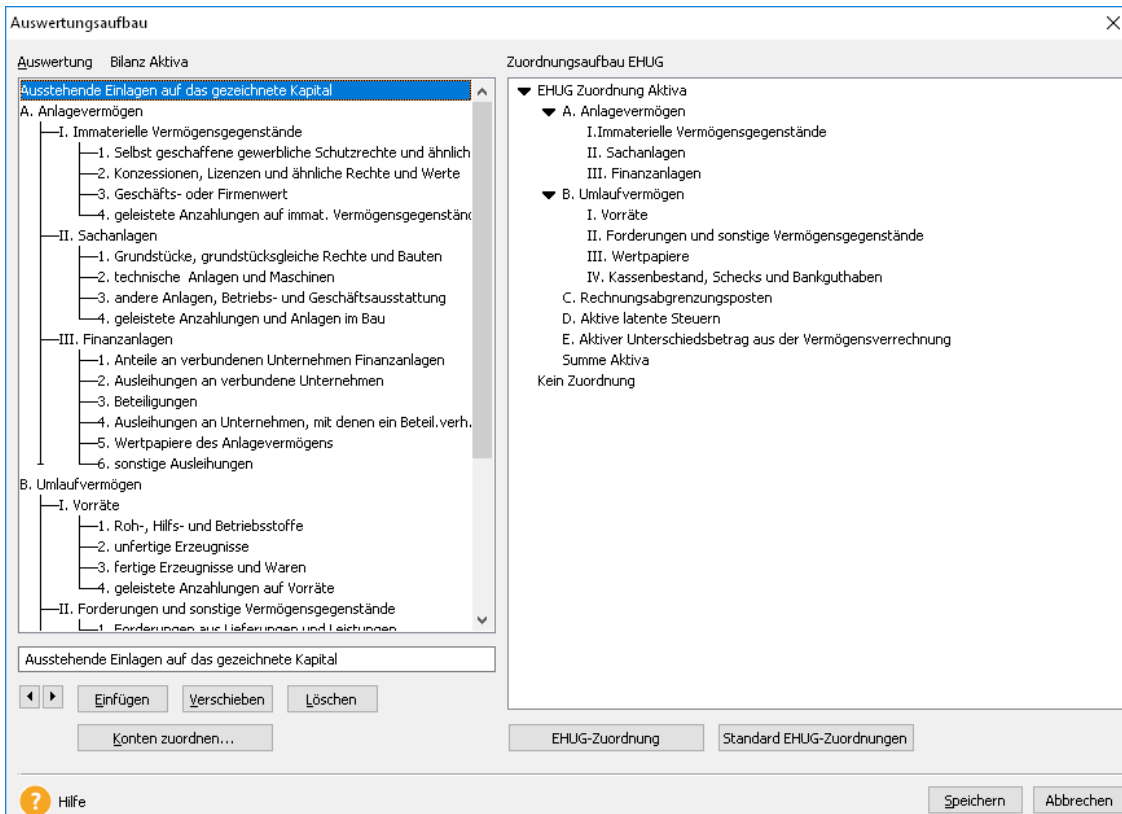 Auswertungsaufbau
Auswertung Bilanz Aktiva
Ausstehende Einlagen auf das gezeichnete Kapital
A. Anlagevermögen
I. Immaterielle Vermögensgegenstände
1. Selbst geschaffene gewerbliche Schutzrechte und ähnlich
2. Konzessionen, Lizenzen und ähnliche Rechte und Werte
3. Geschäfts- oder Firmenwert
4. geleistete Anzahlungen auf immat. Vermögensgegenständ
II. Sachanlagen
1. Grundstücke, grundstücksgleiche Rechte und Bauten
2. technische Anlagen und Maschinen
3. andere Anlagen, Betriebs- und Geschäftsausstattung
4. geleistete Anzahlungen und Anlagen im Bau
III. Finanzanlagen
1. Anteile an verbundenen Unternehmen Finanzanlagen
2. Ausleihungen an verbundene Unternehmen
3. Beteiligungen
4. Ausleihungen an Unternehmen, mit denen ein Beteil.verh.
5. Wertpapiere des Anlagevermögens
6. sonstige Ausleihungen
B. Umlaufvermögen
I. Vorräte
1. Roh-, Hilfs- und Betriebsstoffe
2. unfertige Erzeugnisse
3. fertige Erzeugnisse und Waren
4. geleistete Anzahlungen auf Vorräte
II. Forderungen und sonstige Vermögensgegenstände
1. Forderungen aus Lieferungen und Leistungen
Ausstehende Einlagen auf das gezeichnete Kapital
Einfügen Verschieben Löschen
Konten zuordnen...
Zuordnungsaufbau EHUG
EHUG Zuordnung Aktiva
A. Anlagevermögen
I.Immaterielle Vermögensgegenstände
II. Sachanlagen
III. Finanzanlagen
B. Umlaufvermögen
I. Vorräte
II. Forderungen und sonstige Vermögensgegenstände
III. Wertpapiere
IV. Kassenbestand, Schecks und Bankguthaben
C. Rechnungsabgrenzungsposten
D. Aktive latente Steuern
E. Aktiver Unterschiedsbetrag aus der Vermögensverrechnung
Summe Aktiva
Kein Zuordnung
EHUG-Zuordnung Standard EHUG-Zuordnungen
? Hilfe
Speichern Abbrechen